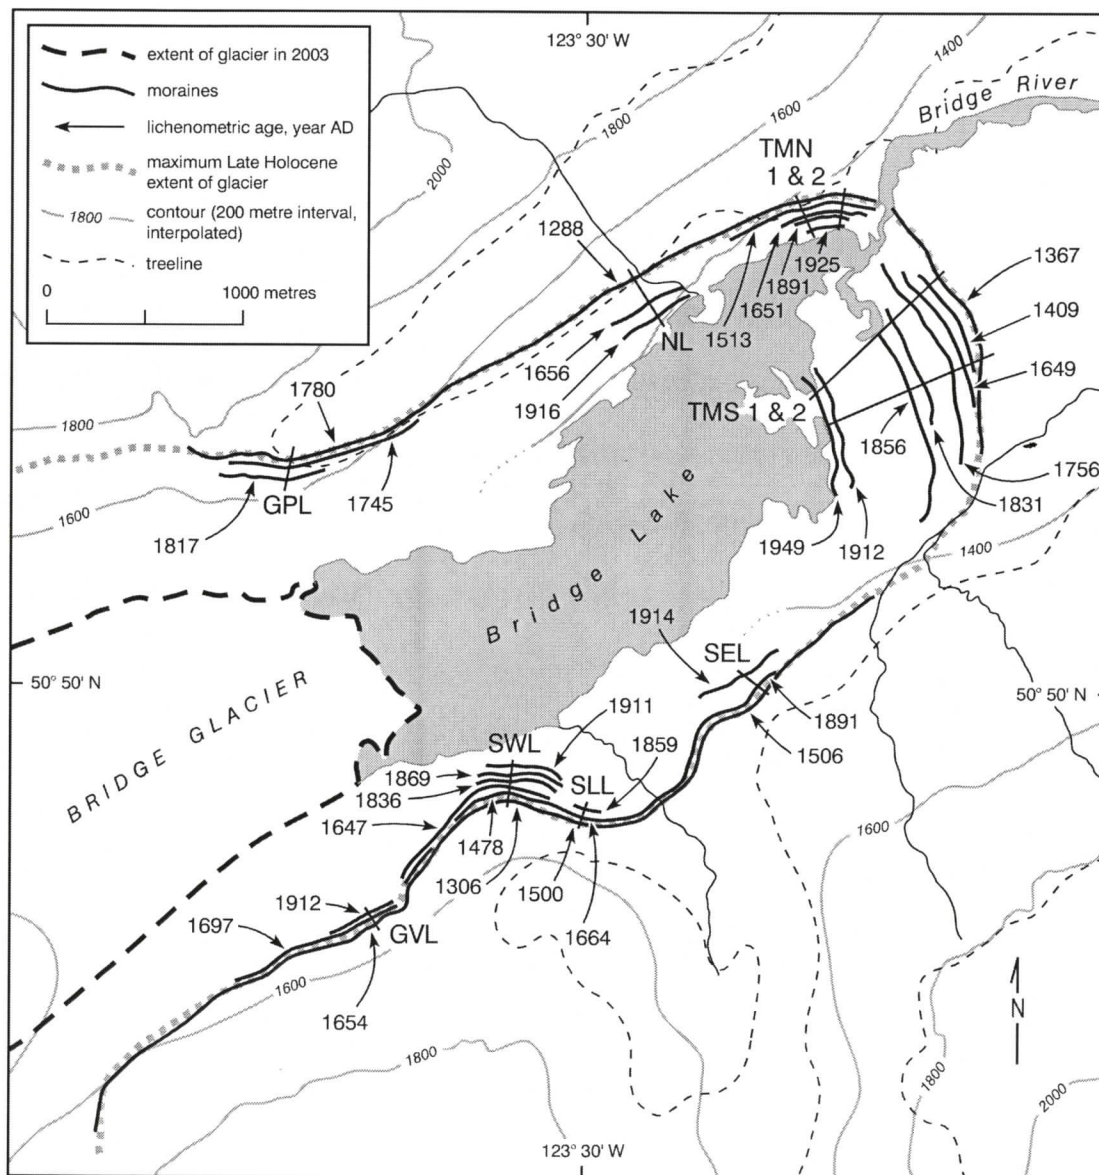 extent of glacier in 2003
moraines
lichenometric age, year AD
maximum Late Holocene
extent of glacier
1800
contour (200 metre interval,
interpolated)
treeline
0
1000 metres
123° 30' W
1400
1600
1800
2000
Bridge River
TMN
1 & 2
1288
1925
1891
1651
1513
NL
1656
1916
1367
1409
1649
TMS 1 & 2
1856
1756
1831
1949
1912
1800
1780
GPL
1745
1600
1817
1400
Bridge Lake
1914
SEL
50° 50' N
50° 50' N
1891
1506
BRIDGE GLACIER
1911
SWL
1859
1869
SLL
1836
1647
1478
1306
1500
1664
1600
1912
1697
GVL
1600
1654
1800
N
1800
2000
123° 30' W